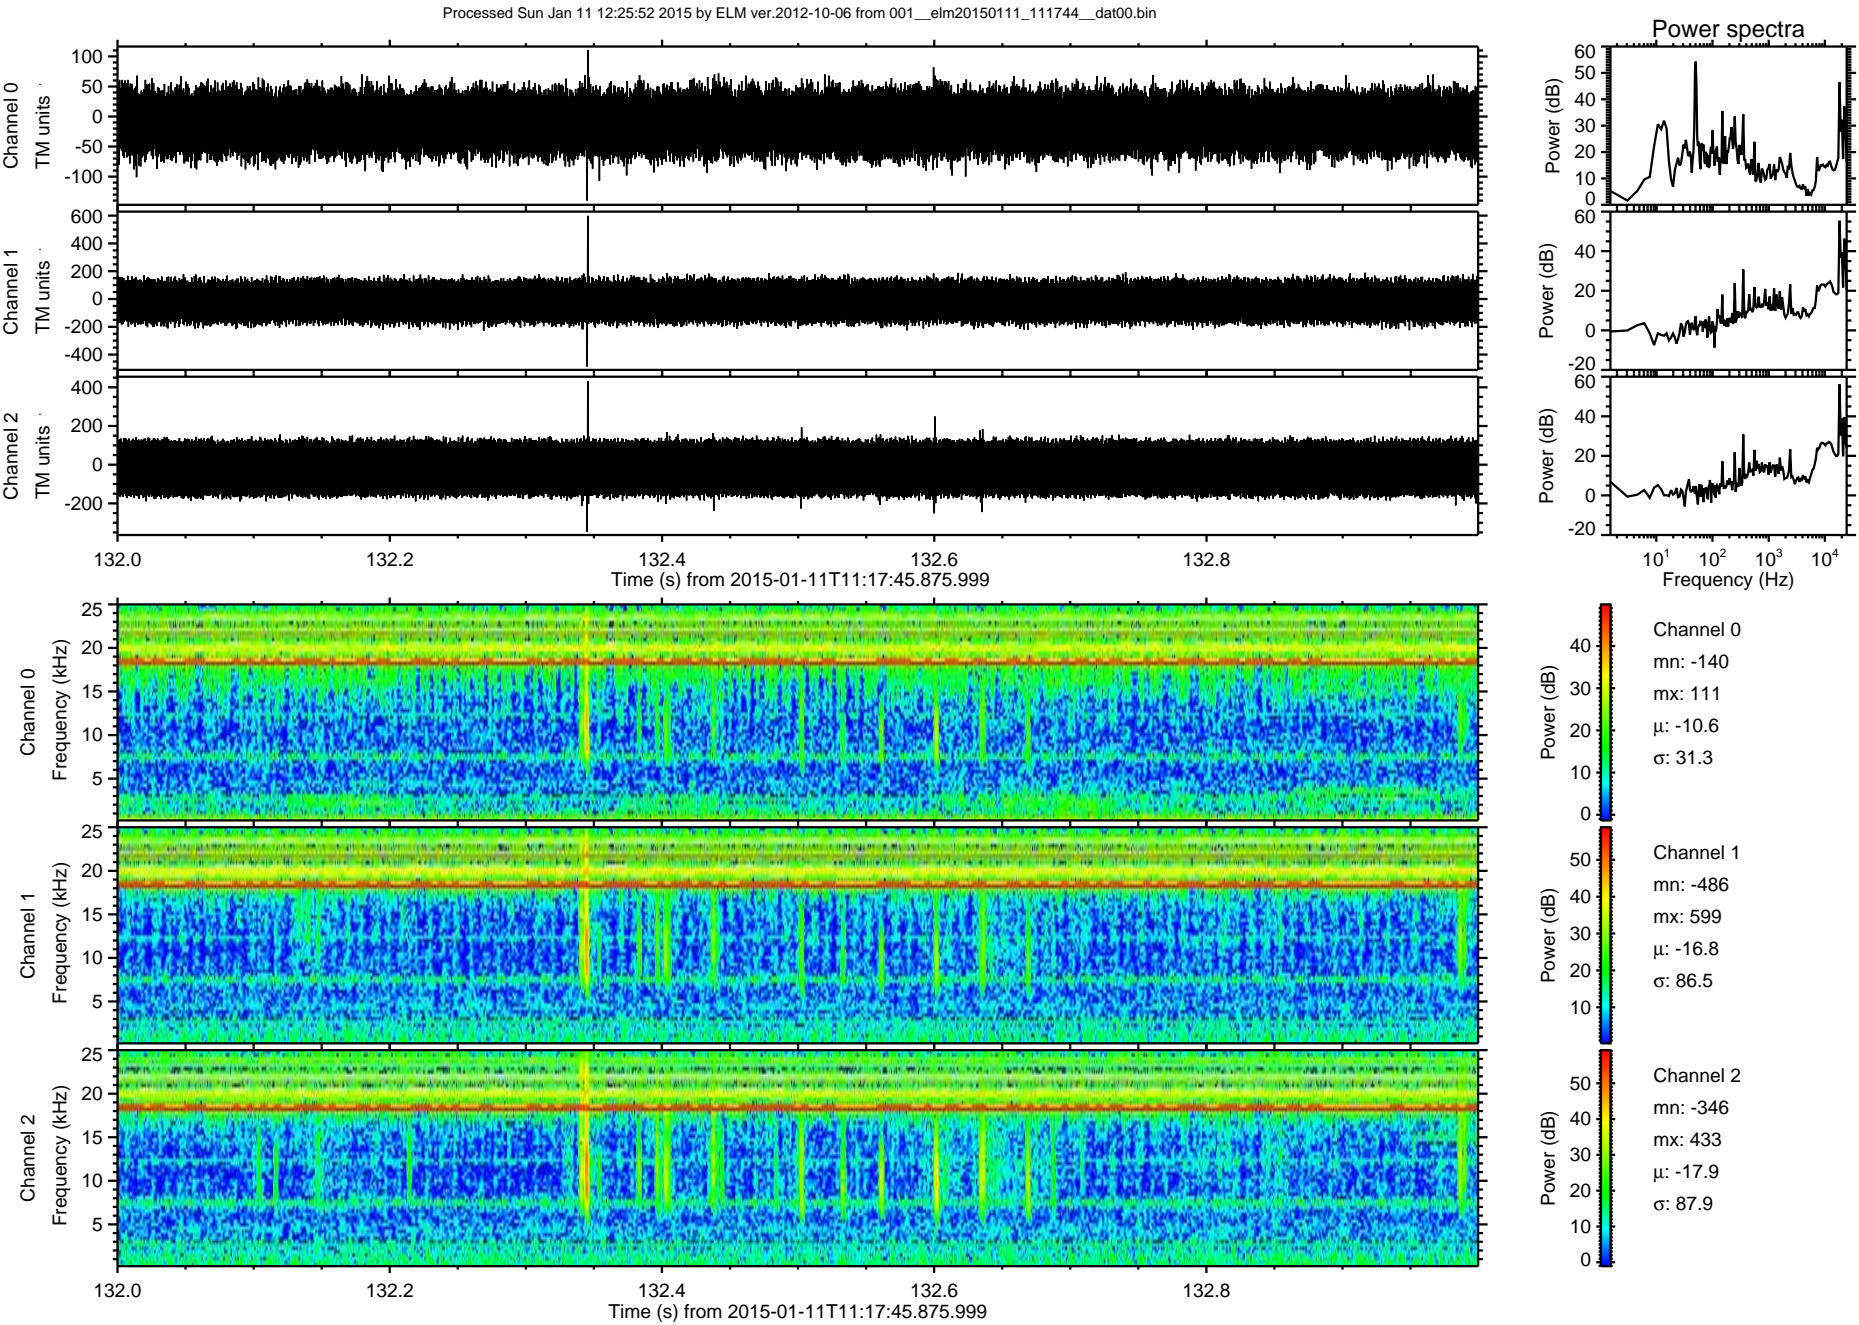 Processed Sun Jan 11 12:25:52 2015 by ELM ver.2012-10-06 from 001__elm20150111_111744__dat00.bin
Power spectra
Channel 0
TM units
100
50
0
-50
-100
Power (dB)
60
50
40
30
20
10
0
Channel 1
TM units
600
400
200
0
-200
-400
Power (dB)
60
40
20
0
-20
Channel 2
TM units
400
200
0
-200
Power (dB)
60
40
20
0
-20
132.0 132.2 132.4 132.6 132.8
Time (s) from 2015-01-11T11:17:45.875.999
10^1 10^2 10^3 10^4
Frequency (Hz)
Channel 0
Frequency (kHz)
25
20
15
10
5
Power (dB)
40
30
20
10
0
Channel 0
mn: -140
mx: 111
µ: -10.6
σ: 31.3
Channel 1
Frequency (kHz)
25
20
15
10
5
Power (dB)
50
40
30
20
10
Channel 1
mn: -486
mx: 599
µ: -16.8
σ: 86.5
Channel 2
Frequency (kHz)
25
20
15
10
5
Power (dB)
50
40
30
20
10
0
Channel 2
mn: -346
mx: 433
µ: -17.9
σ: 87.9
132.0 132.2 132.4 132.6 132.8
Time (s) from 2015-01-11T11:17:45.875.999